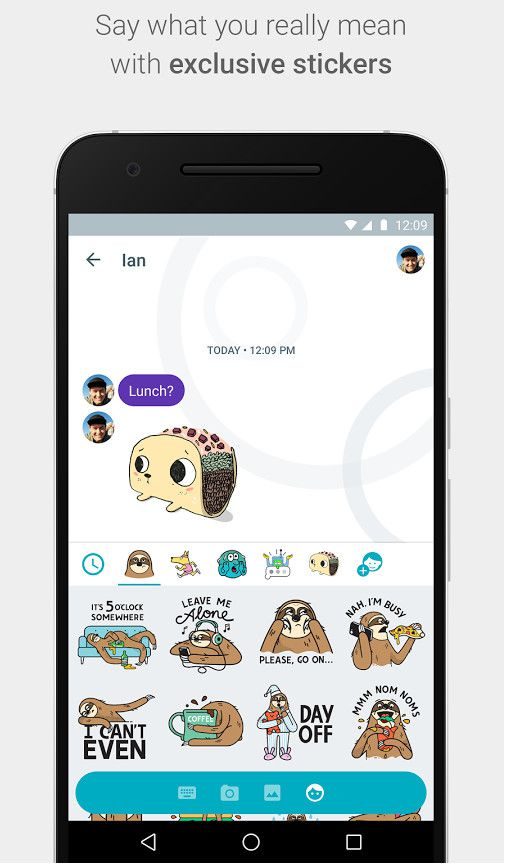 Say what you really mean
with exclusive stickers
12:09
Ian
TODAY • 12:09 PM
Lunch?
IT'S 5 O'CLOCK
SOMEWHERE
LEAVE ME
Alone
PLEASE, GO ON...
NAH, I'M BUSY
I CAN'T
EVEN
COFFEE
DAY
OFF
MMM NOM NOMS